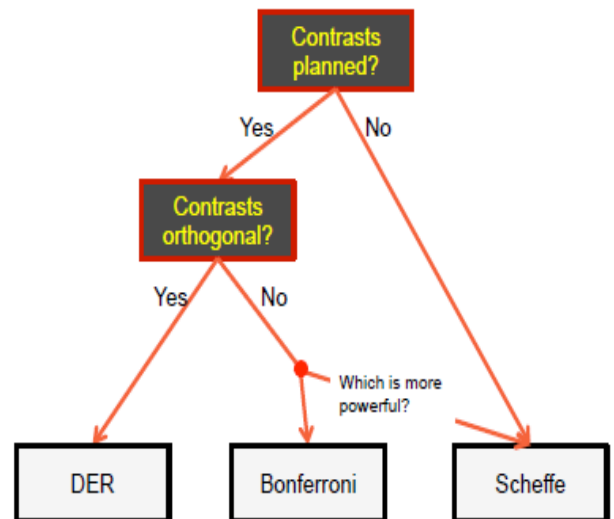 Contrasts
planned?
Yes
No
Contrasts
orthogonal?
Yes
No
Which is more
powerful?
DER
Bonferroni
Scheffe